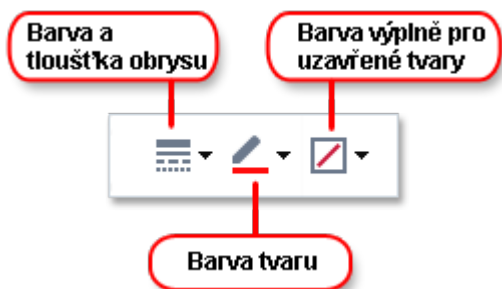 Barva a
tloušťka obrysu
Barva výplně pro
uzavřené tvary
Barva tvaru